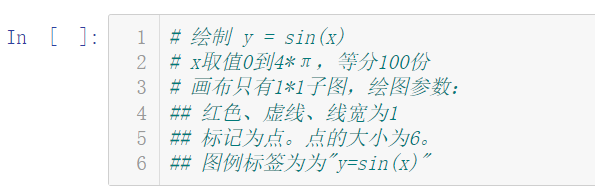 In [ ]:
1 # 绘制 y = sin(x)
2 # x取值0到4*π, 等分100份
3 # 画布只有1*1子图, 绘图参数:
4 ## 红色、虚线、线宽为1
5 ## 标记为点。点的大小为6。
6 ## 图例标签为为"y=sin(x)"